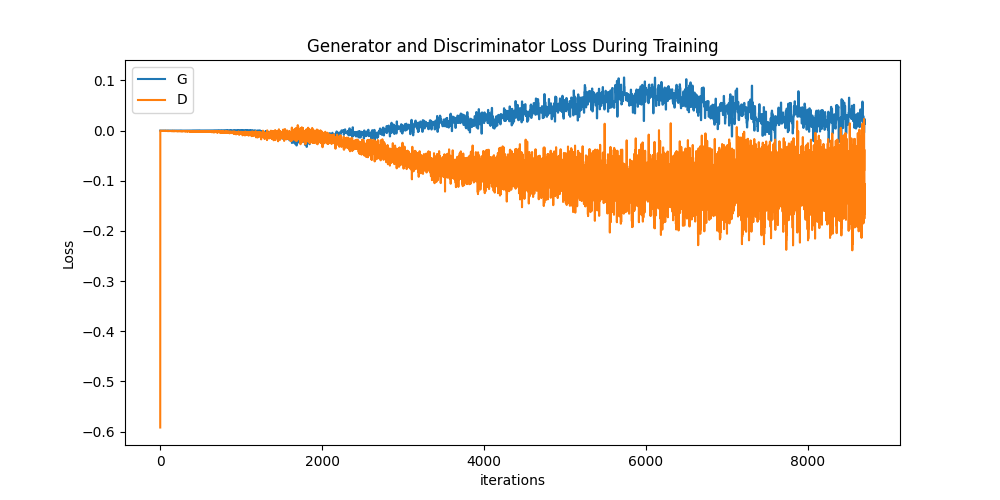 Generator and Discriminator Loss During Training
G
D
0.1
0.0
−0.1
−0.2
−0.3
−0.4
−0.5
−0.6
Loss
0 2000 4000 6000 8000
iterations